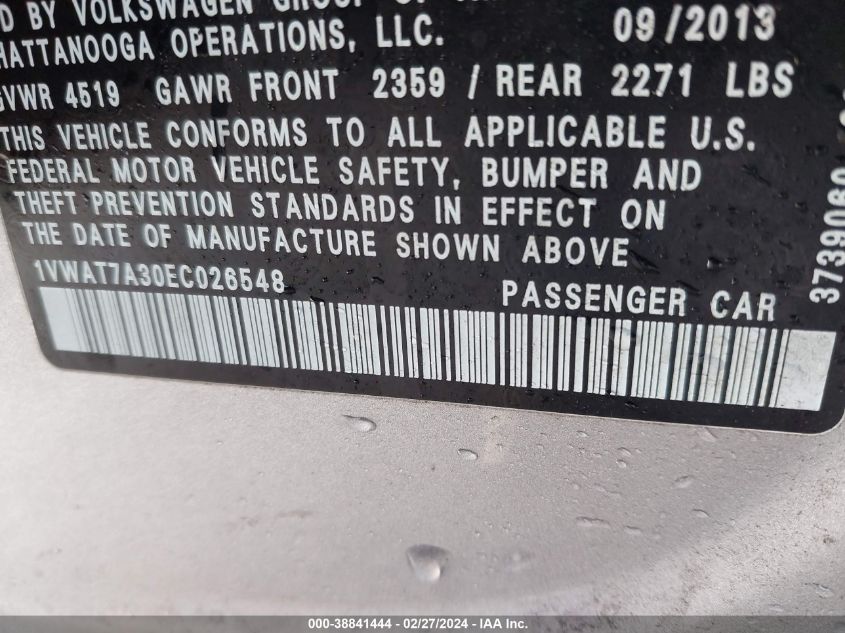 D BY VOLKSWAGEN GROUP
HATTANOOGA OPERATIONS, LLC. 09/2013
GVWR 4519 GAWR FRONT 2359 / REAR 2271 LBS
THIS VEHICLE CONFORMS TO ALL APPLICABLE U.S.
FEDERAL MOTOR VEHICLE SAFETY, BUMPER AND
THEFT PREVENTION STANDARDS IN EFFECT ON
THE DATE OF MANUFACTURE SHOWN ABOVE
1VWAT7A30EC026548 PASSENGER CAR
3739060
000-38841444 - 02/27/2024 - IAA Inc.